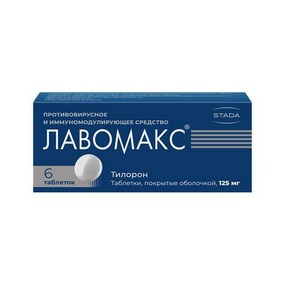 ПРОТИВОВИРУСНОЕ
И ИММУНОМОДУЛИРУЮЩЕЕ СРЕДСТВО
STADA
ЛАВОМАКС®
6
таблеток
Тилорон
Таблетки, покрытые оболочкой, 125 мг